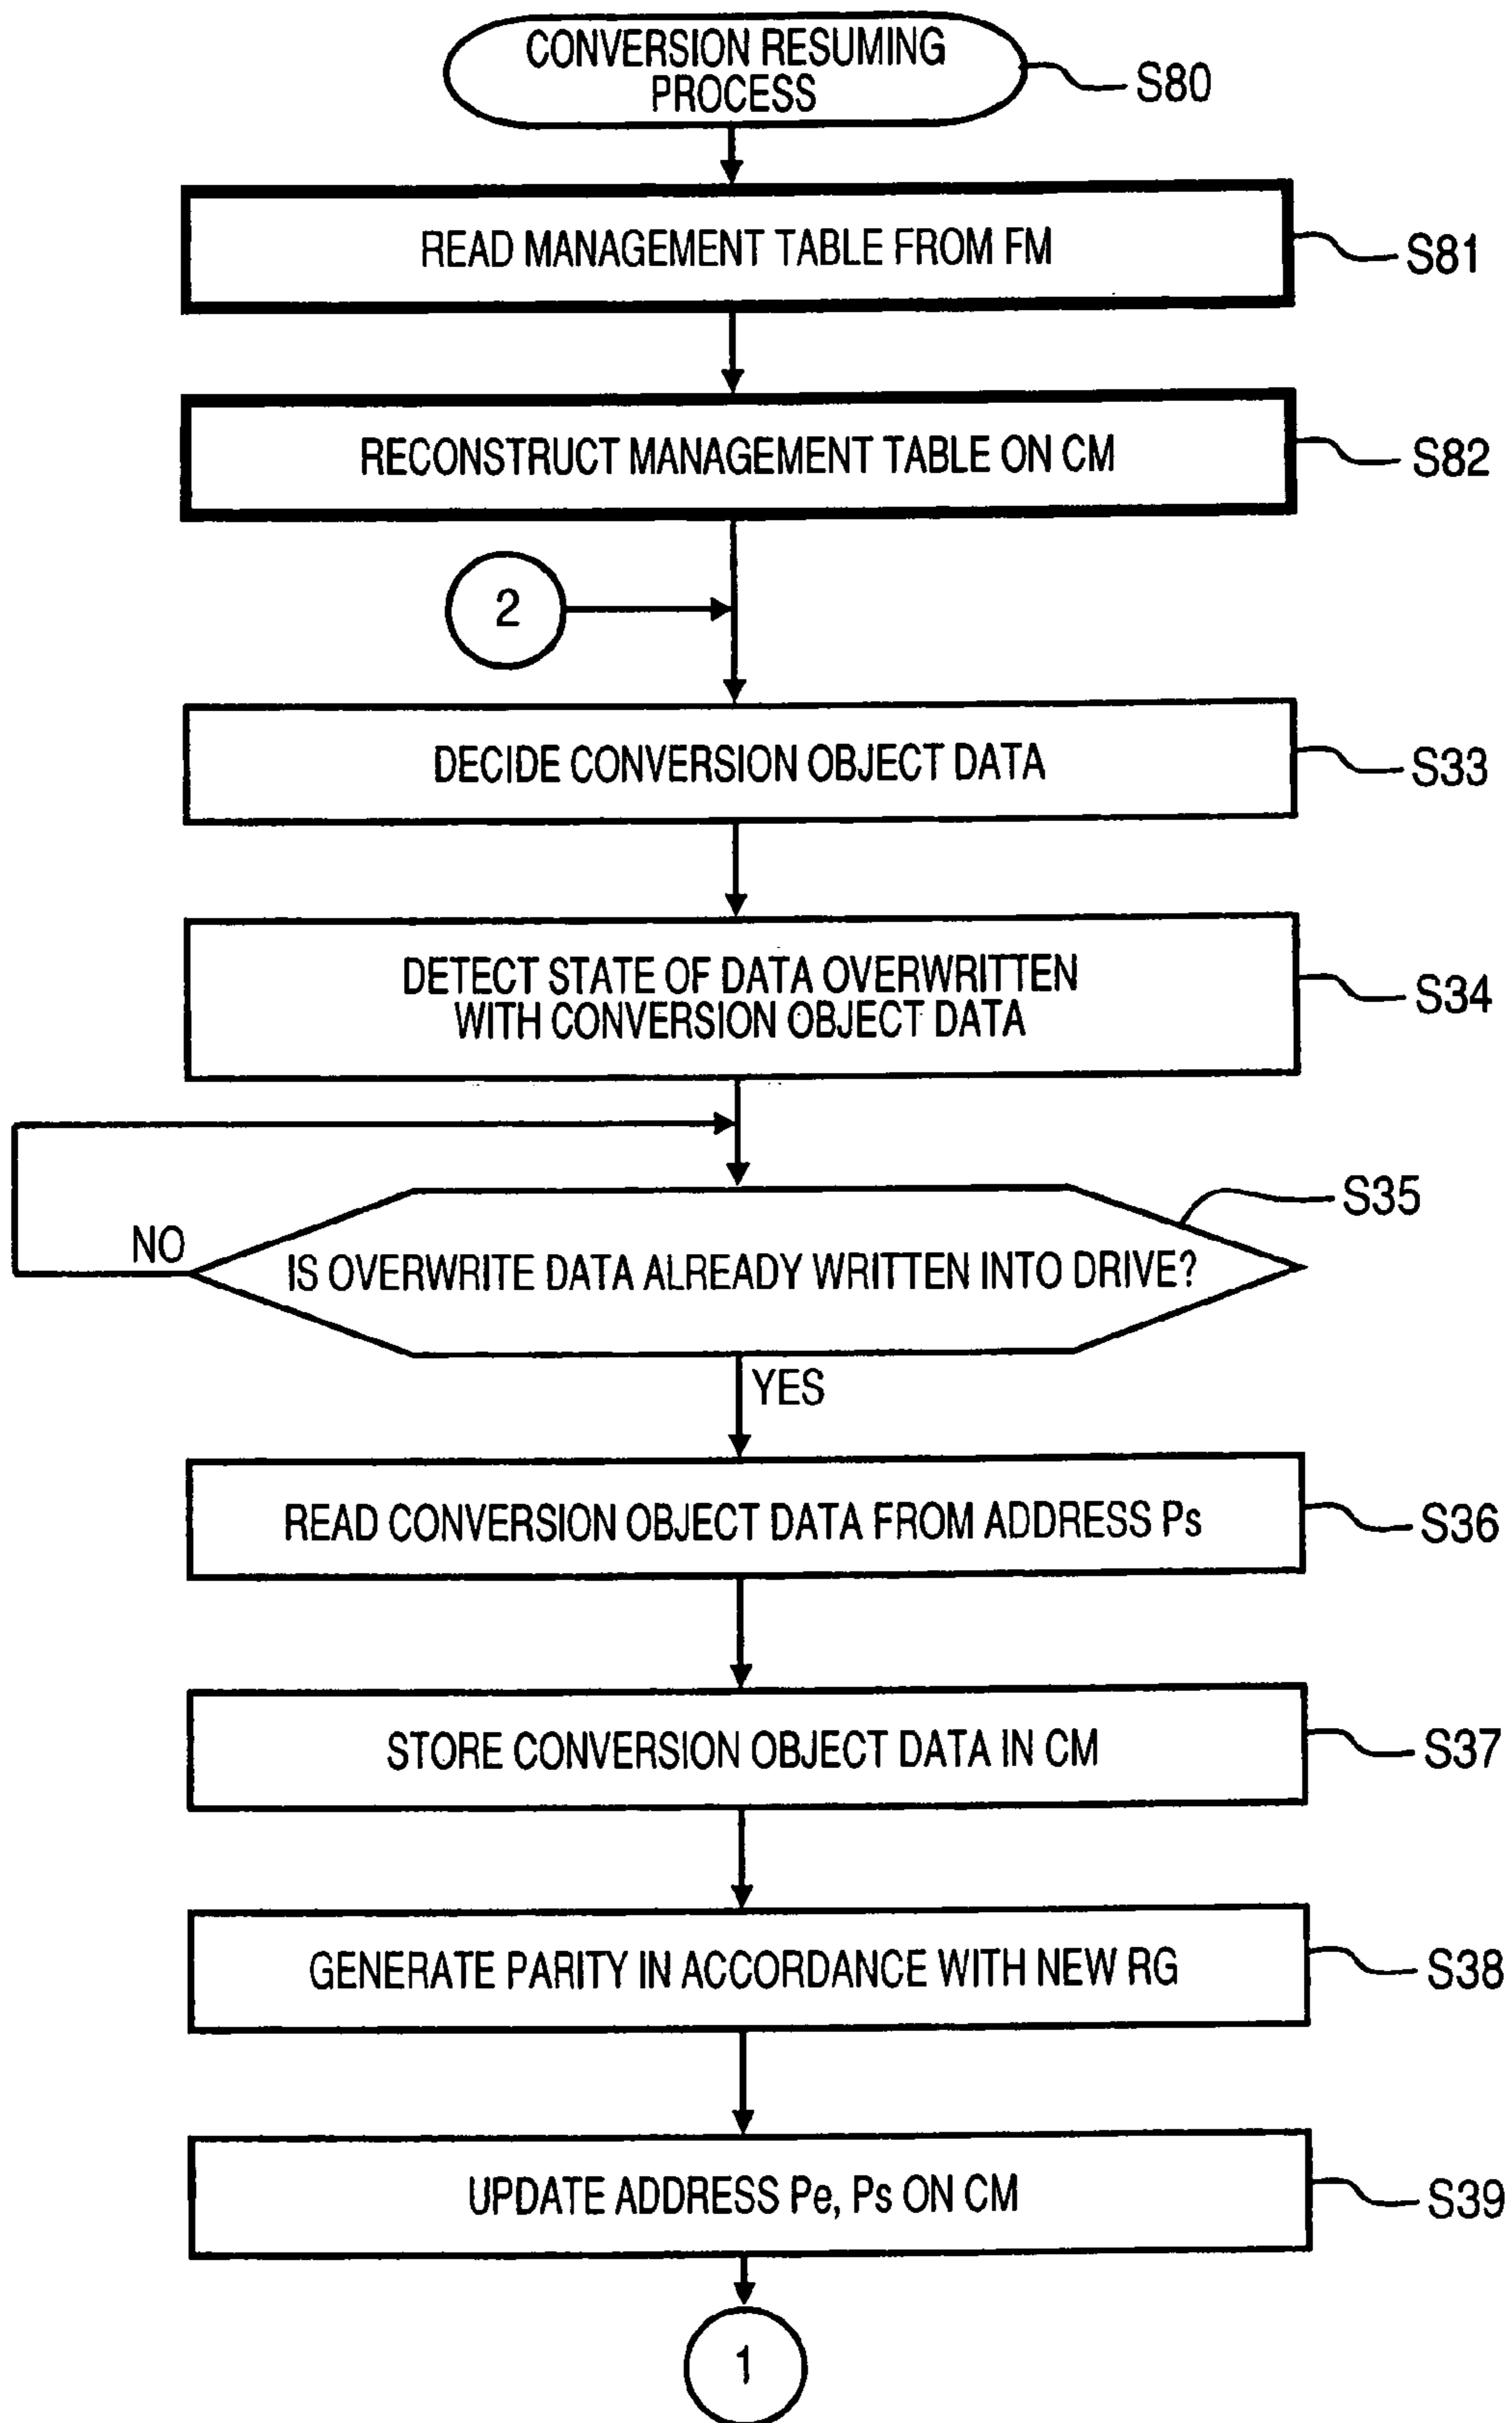 CONVERSION RESUMING
PROCESS
S80
READ MANAGEMENT TABLE FROM FM
S81
RECONSTRUCT MANAGEMENT TABLE ON CM
S82
2
DECIDE CONVERSION OBJECT DATA
S33
DETECT STATE OF DATA OVERWRITTEN
WITH CONVERSION OBJECT DATA
S34
S35
NO
IS OVERWRITE DATA ALREADY WRITTEN INTO DRIVE?
YES
READ CONVERSION OBJECT DATA FROM ADDRESS Ps
S36
STORE CONVERSION OBJECT DATA IN CM
S37
GENERATE PARITY IN ACCORDANCE WITH NEW RG
S38
UPDATE ADDRESS Pe, Ps ON CM
S39
1